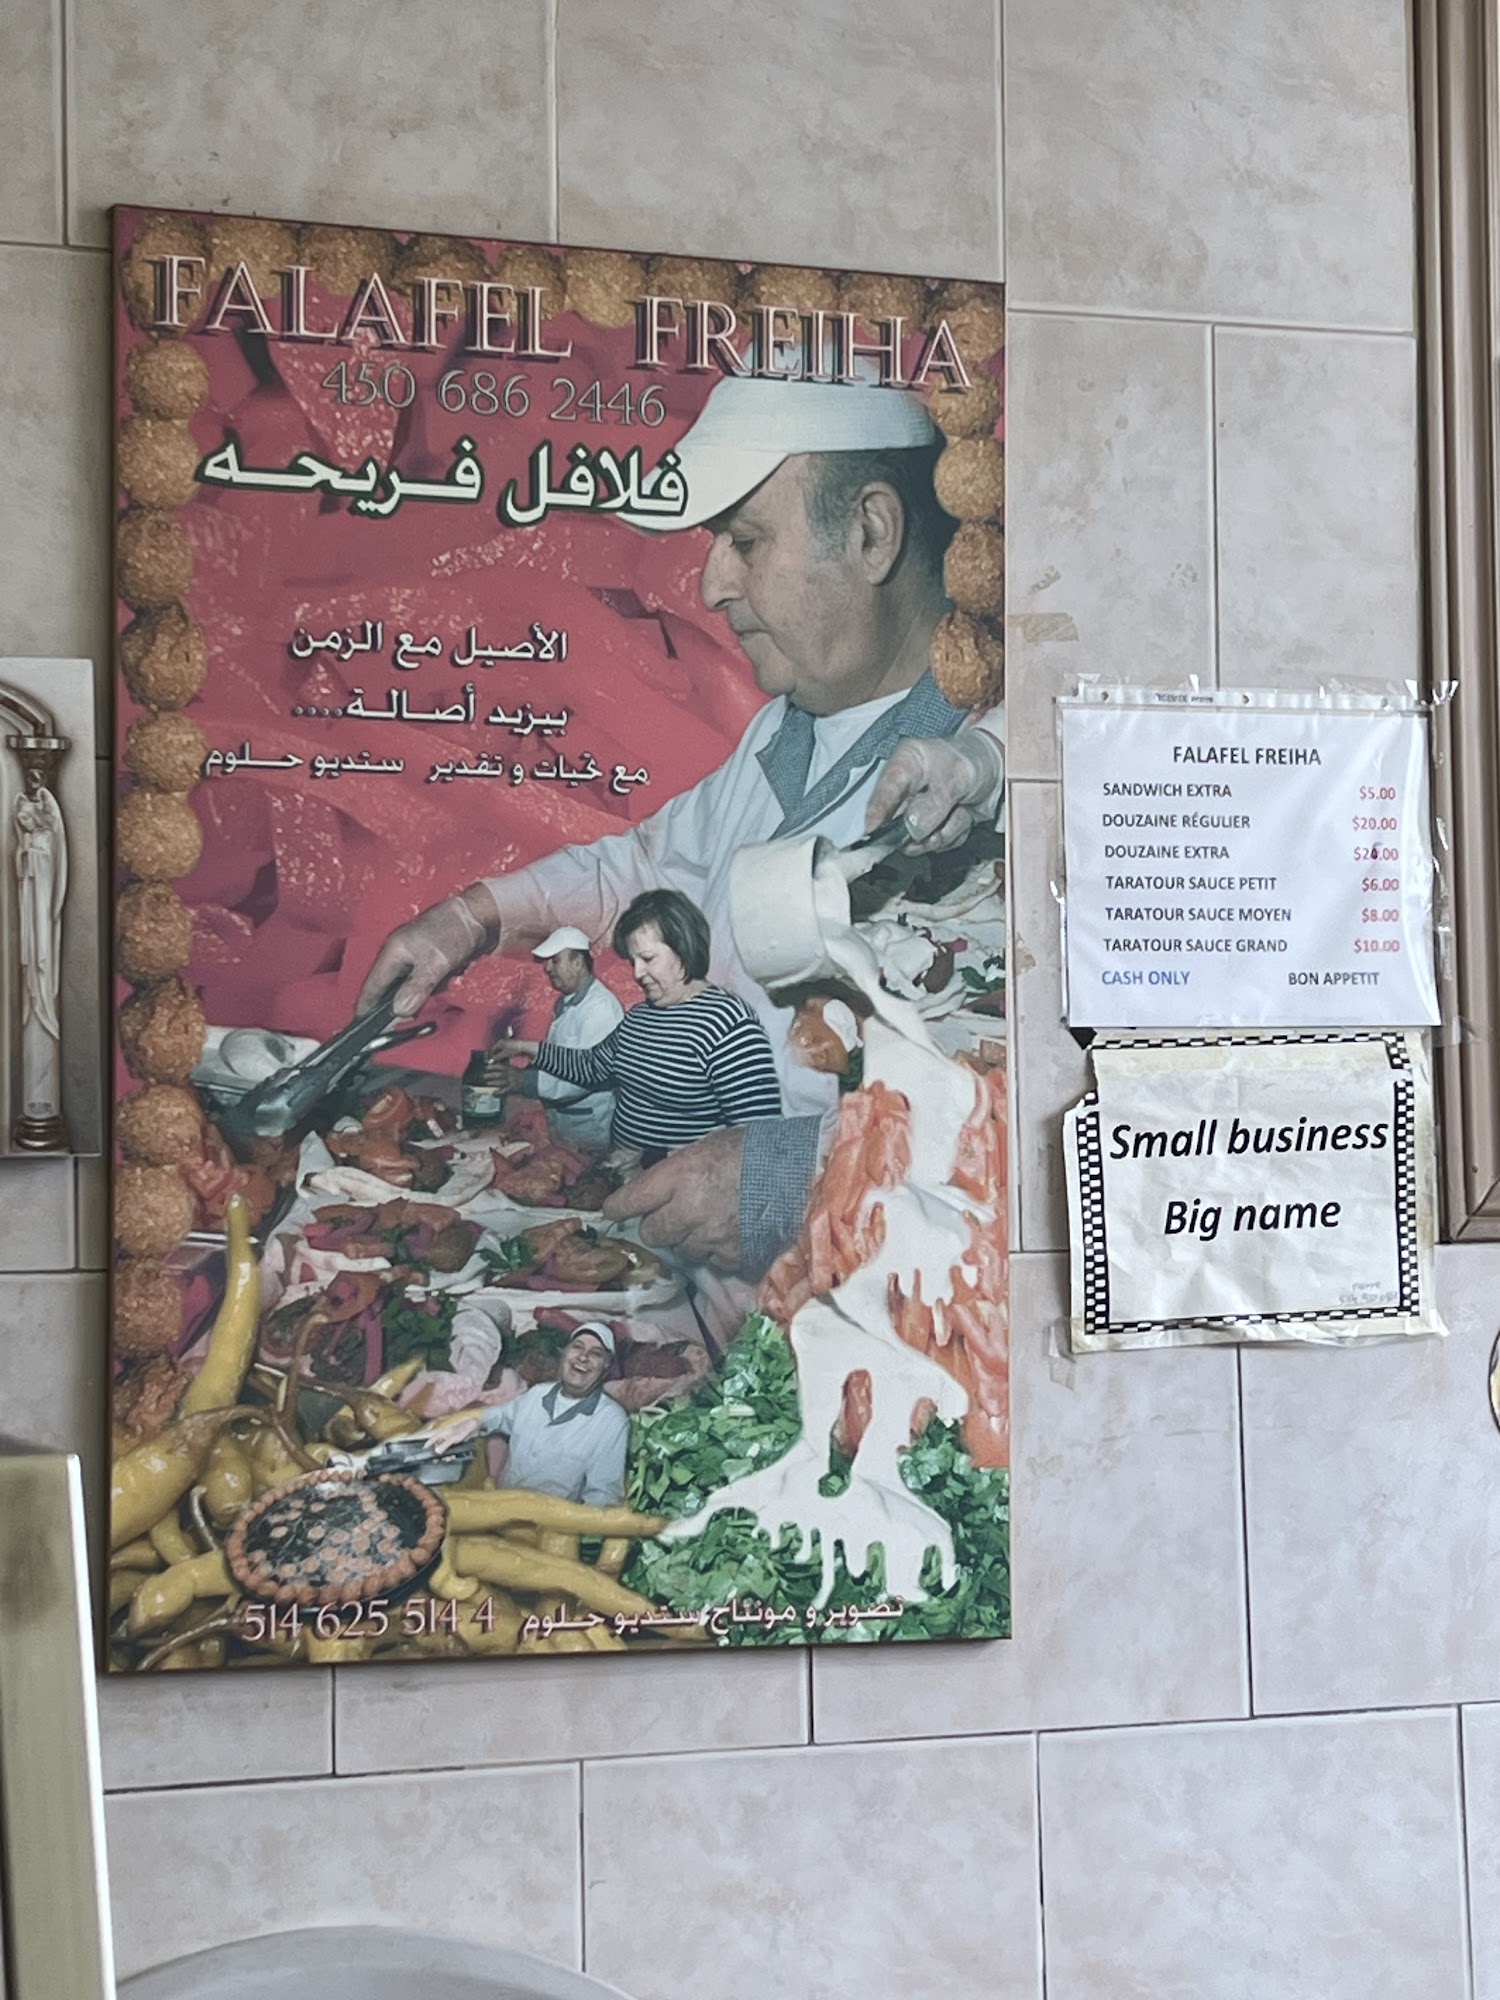 FALAFEL FREIHA
450 686 2446
فلافل فريحه
الأصيل مع الزمن
بيزيد أصالة....
مع تحيات و تقدير ستديو حلوم
514 625 514 4 تصوير و مونتاج ستديو حلوم
FALAFEL FREIHA
SANDWICH EXTRA $5.00
DOUZAINE RÉGULIER $20.00
DOUZAINE EXTRA
TARATOUR SAUCE PETIT $6.00
TARATOUR SAUCE MOYEN $8.00
TARATOUR SAUCE GRAND $10.00
CASH ONLY BON APPETIT
Small business
Big name